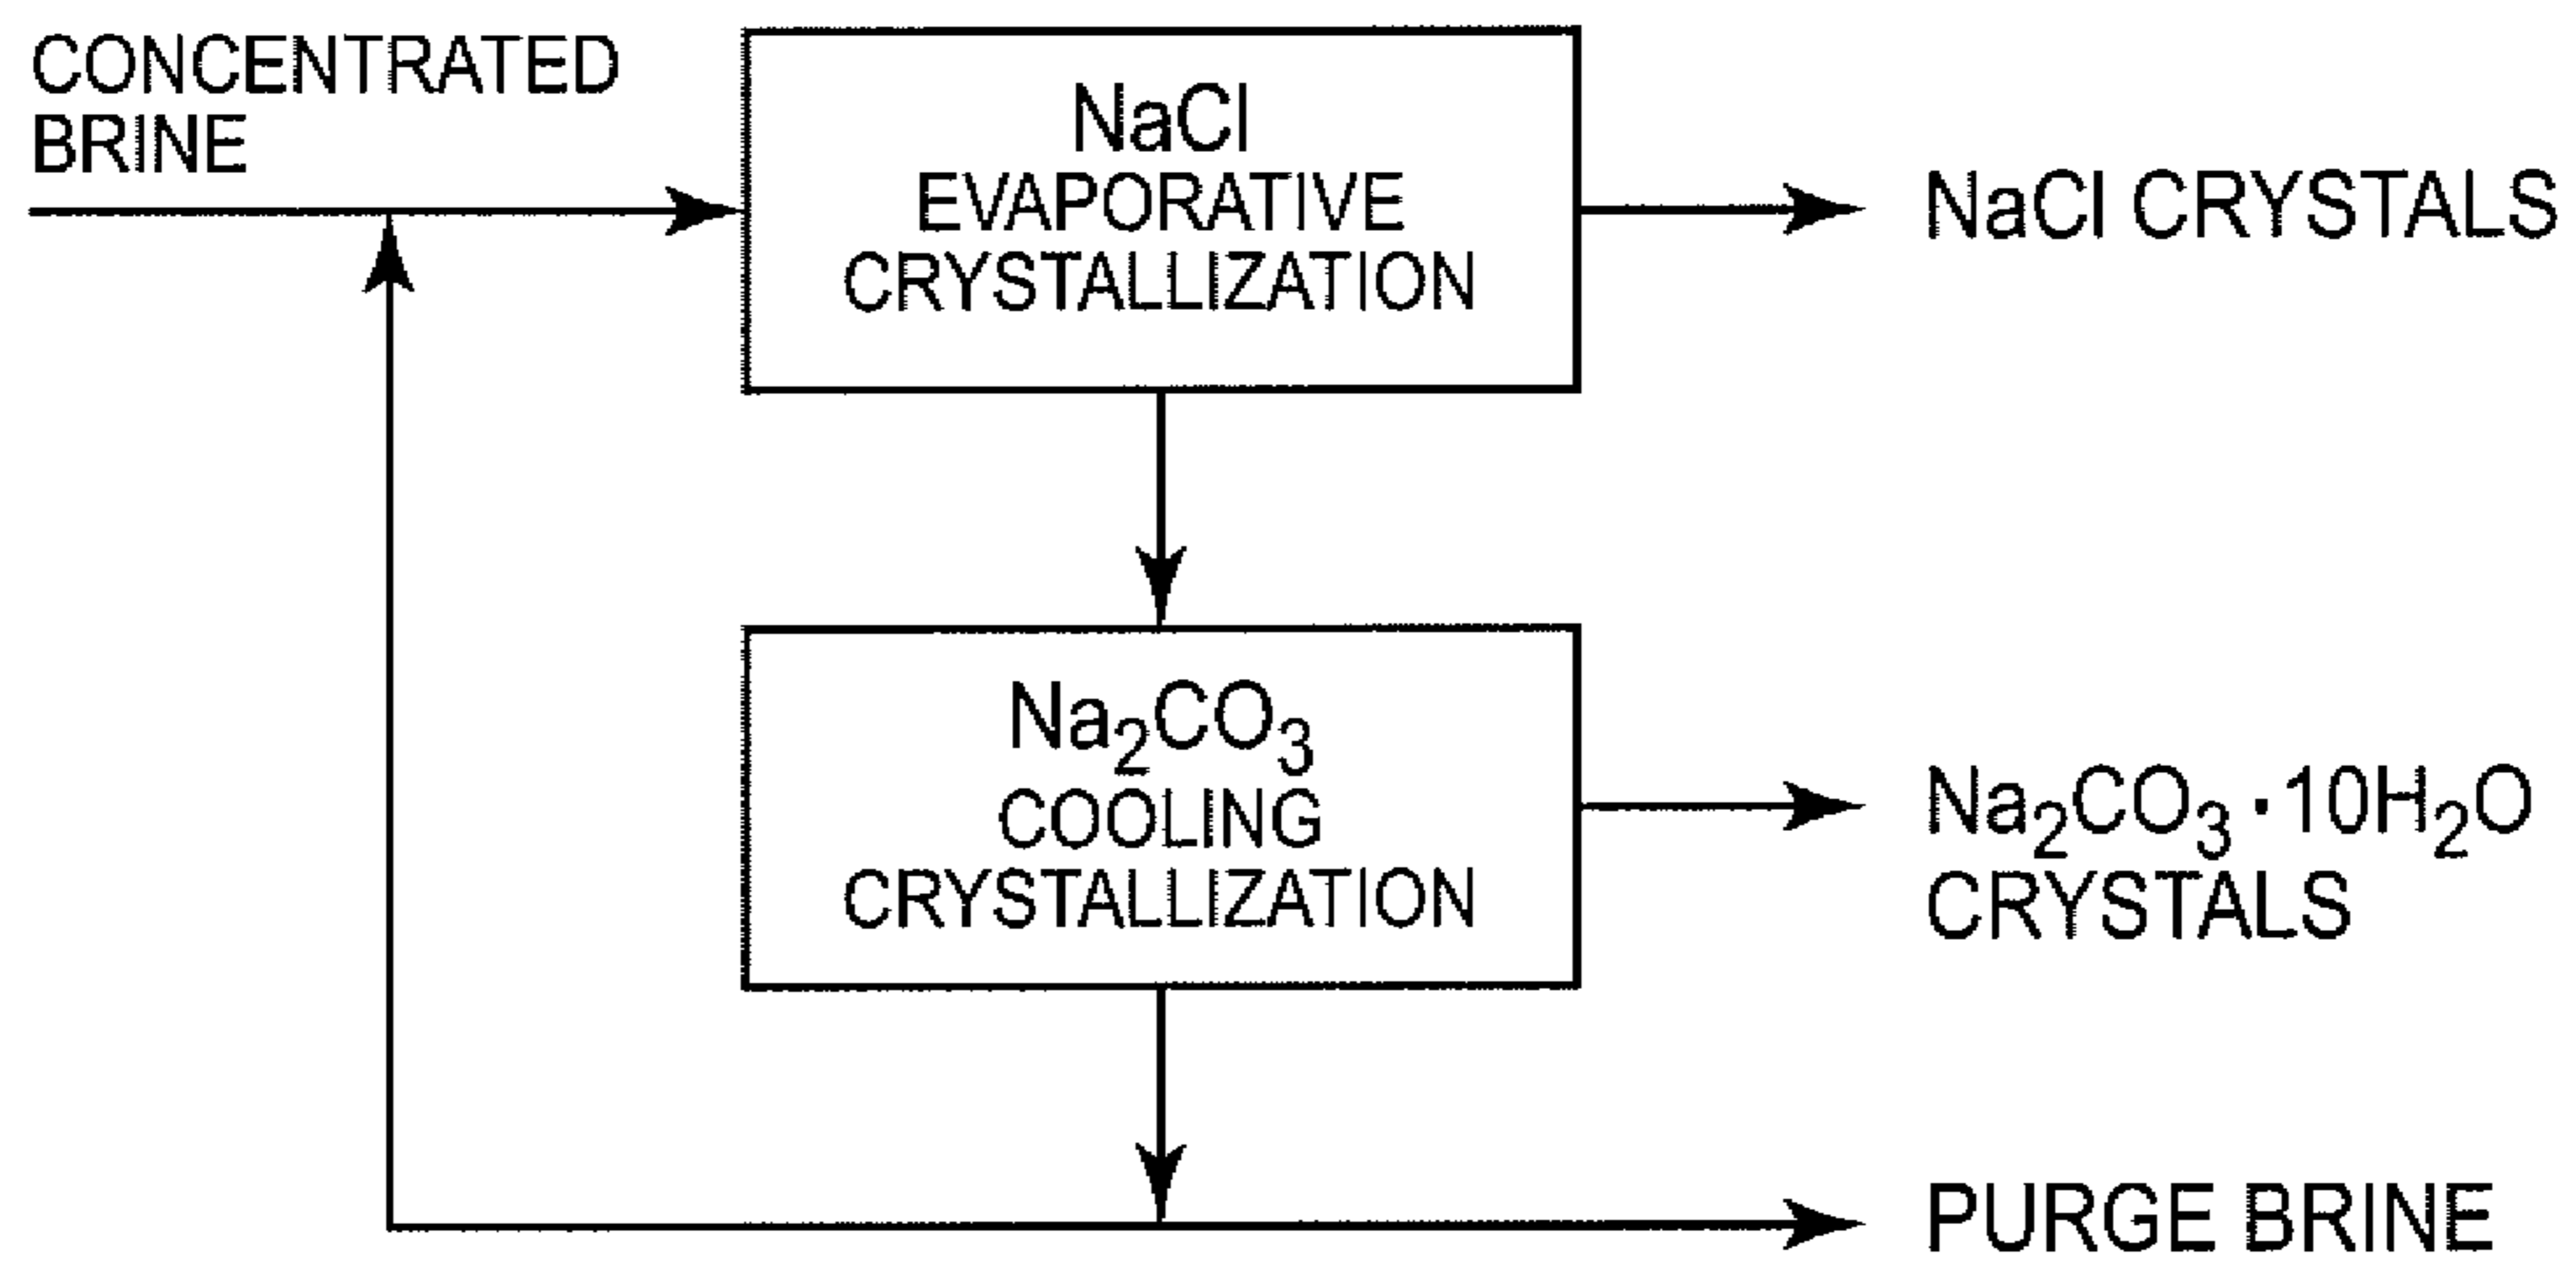 CONCENTRATED
BRINE
NaCl
EVAPORATIVE
CRYSTALLIZATION
NaCl CRYSTALS
Na₂CO₃
COOLING
CRYSTALLIZATION
Na₂CO₃·10H₂O
CRYSTALS
PURGE BRINE